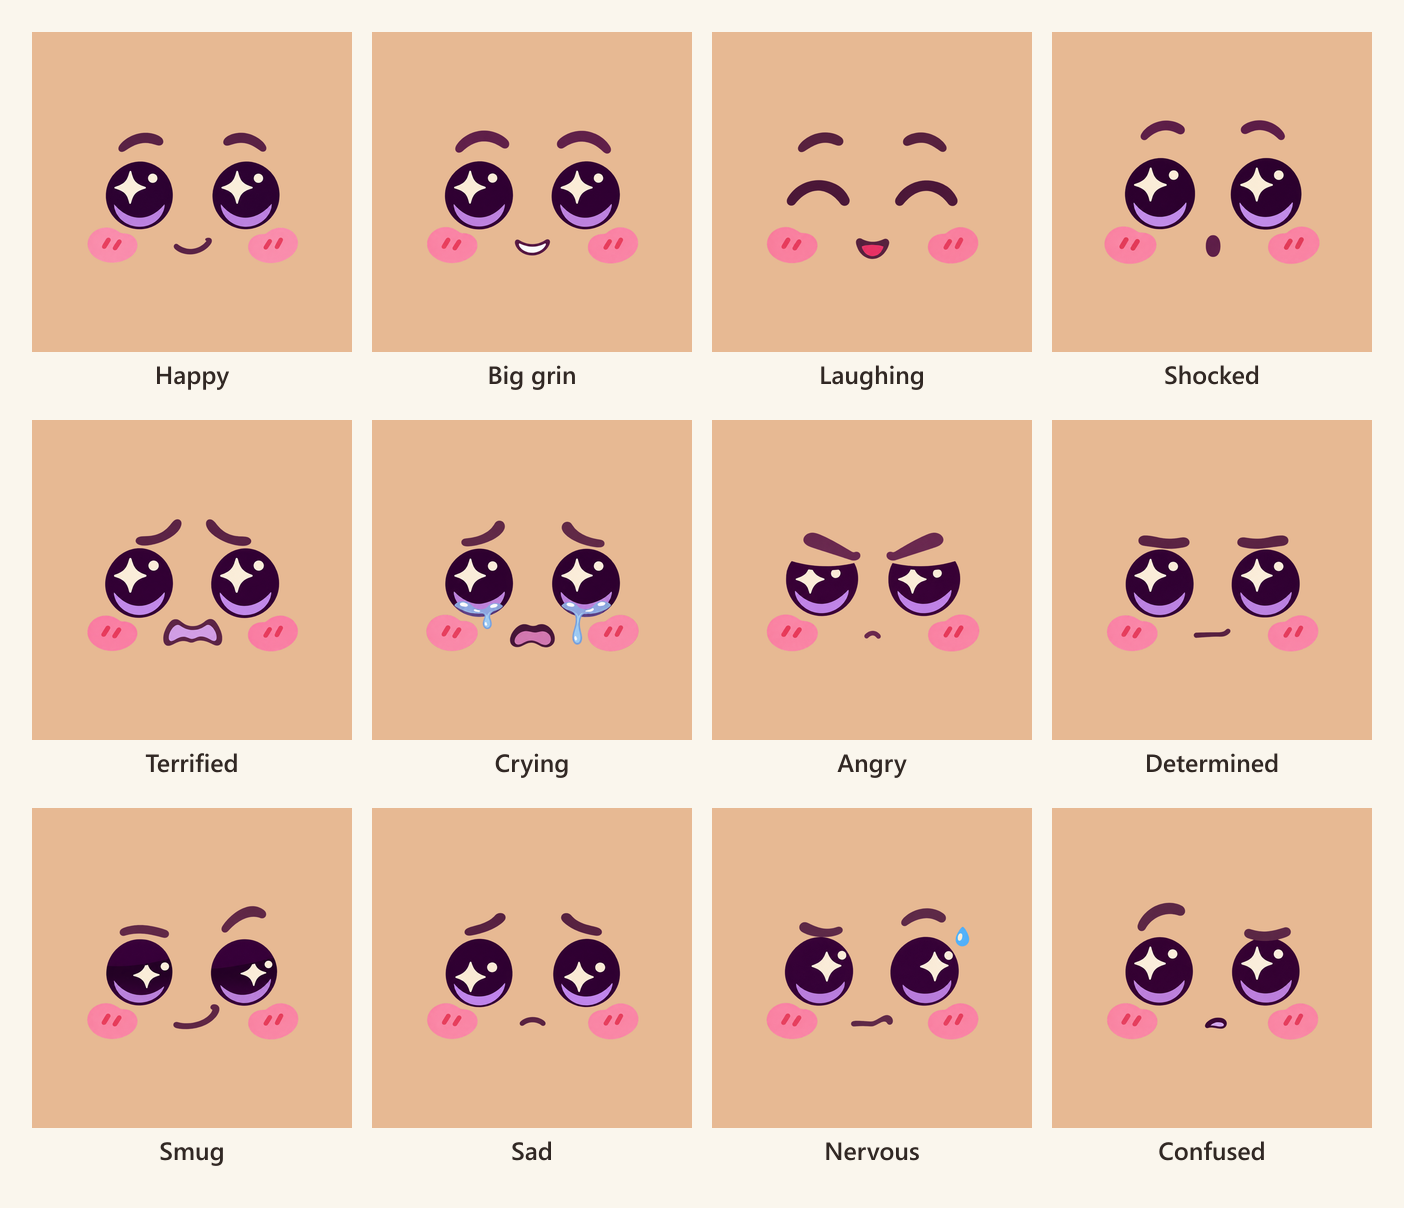 Happy
Big grin
Laughing
Shocked
Terrified
Crying
Angry
Determined
Smug
Sad
Nervous
Confused